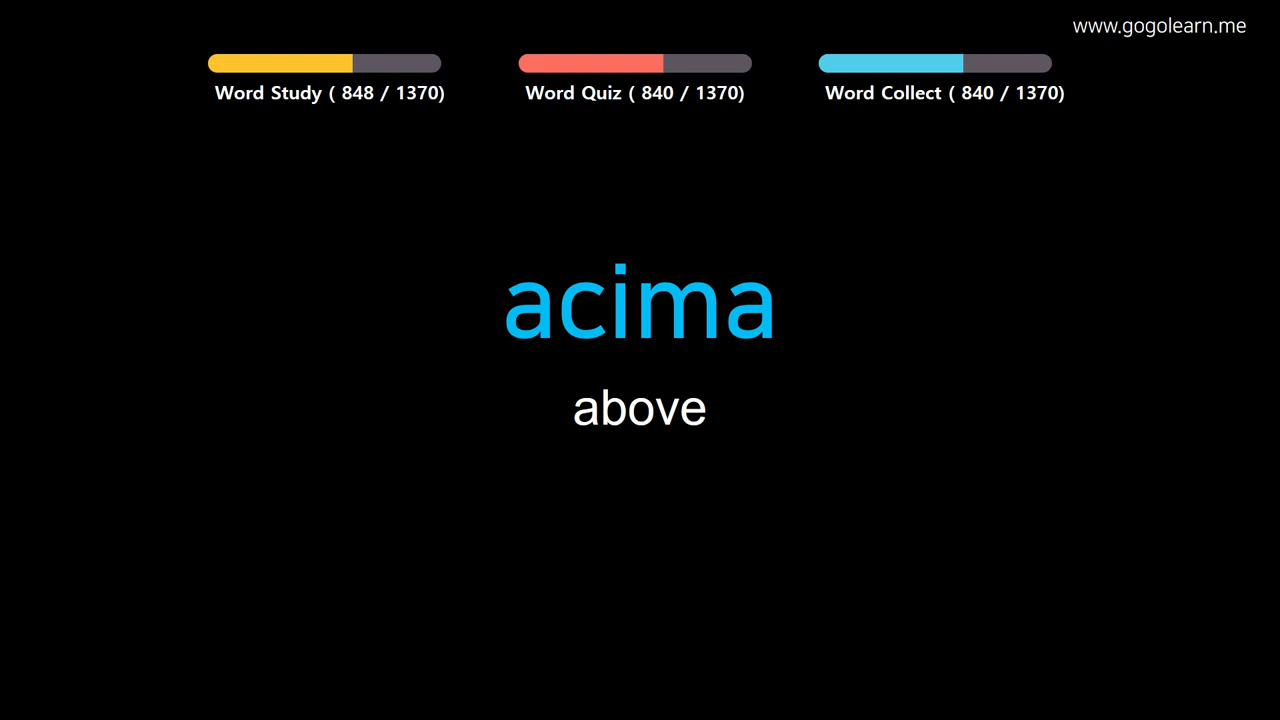 www.gogolearn.me
Word Study ( 848 / 1370)
Word Quiz ( 840 / 1370)
Word Collect ( 840 / 1370)
acima
above